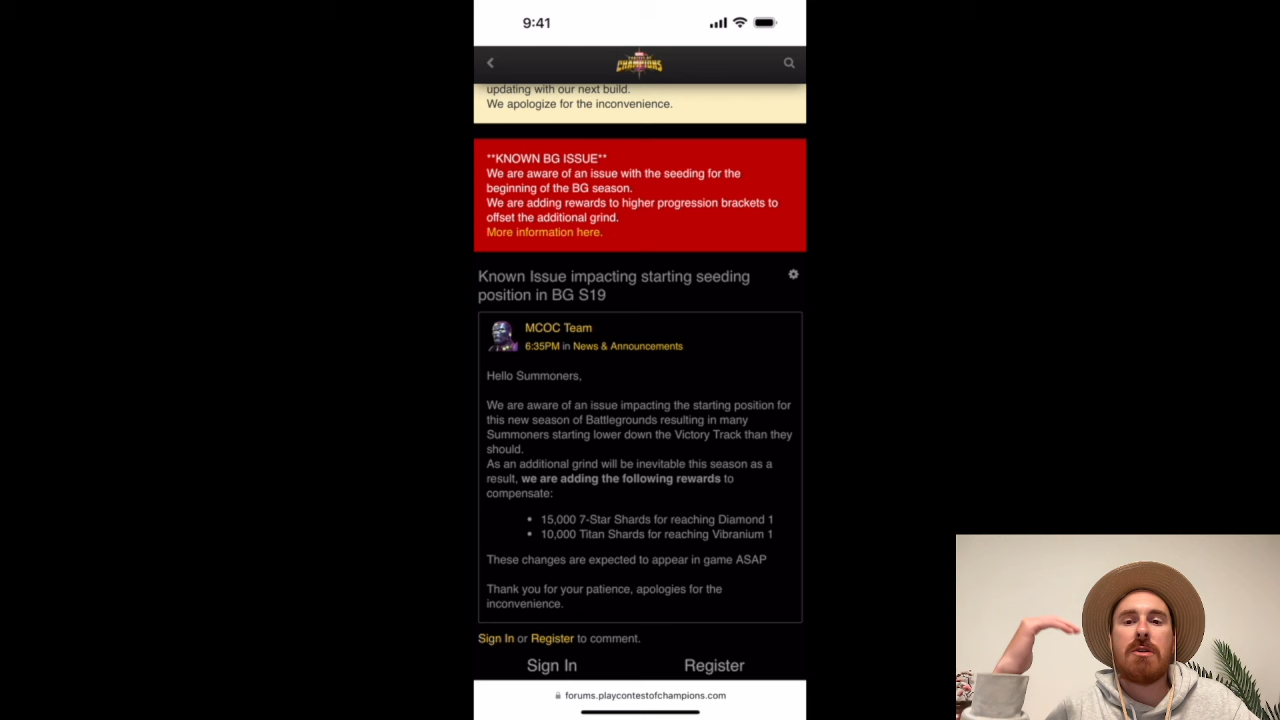 9:41
MARVEL
CONTEST OF
CHAMPIONS
updating with our next build.
We apologize for the inconvenience.
**KNOWN BG ISSUE**
We are aware of an issue with the seeding for the
beginning of the BG season.
We are adding rewards to higher progression brackets to
offset the additional grind.
More information here.
Known Issue impacting starting seeding
position in BG S19
MCOC Team
6:35PM in News & Announcements
Hello Summoners,
We are aware of an issue impacting the starting position for
this new season of Battlegrounds resulting in many
Summoners starting lower down the Victory Track than they
should.
As an additional grind will be inevitable this season as a
result, we are adding the following rewards to
compensate:
• 15,000 7-Star Shards for reaching Diamond 1
• 10,000 Titan Shards for reaching Vibranium 1
These changes are expected to appear in game ASAP
Thank you for your patience, apologies for the
inconvenience.
Sign In or Register to comment.
Sign In Register
forums.playcontestofchampions.com